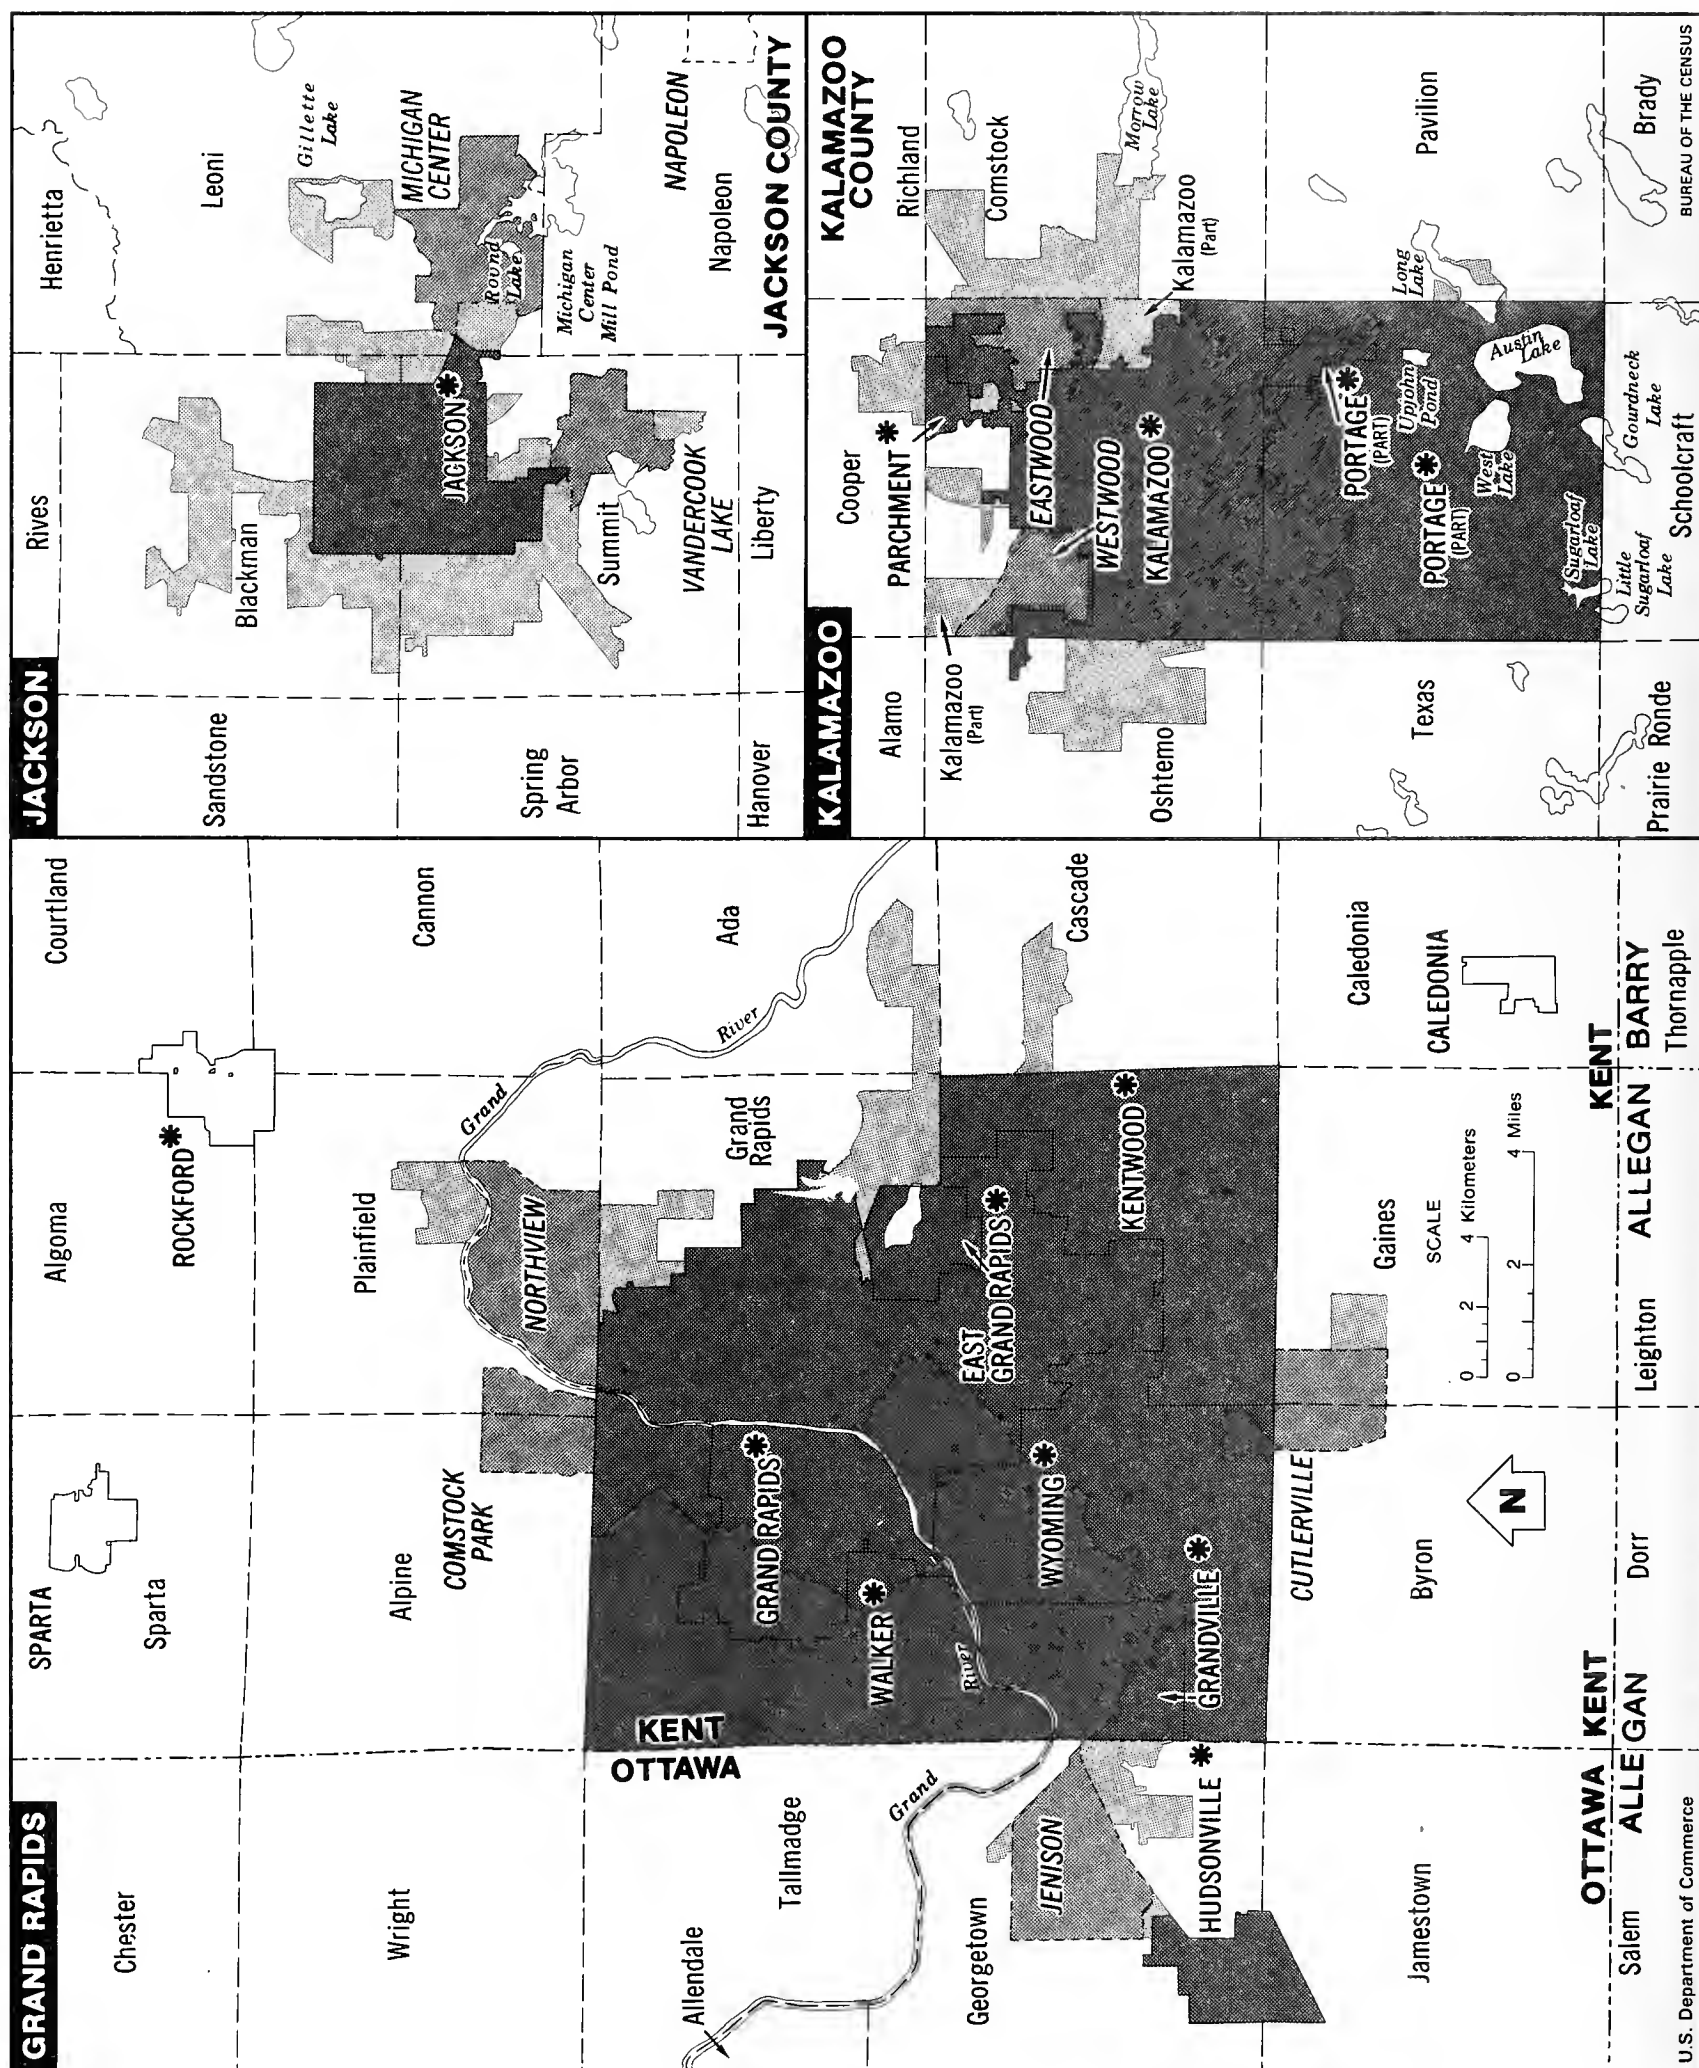 GRAND RAPIDS
Chester
SPARTA
Sparta
Algoma
ROCKFORD
Courtland
Wright
Alpine
COMSTOCK
PARK
Plainfield
NORTHVIEW
Grand
Cannon
Allendale
Tallmadge
KENT
OTTAWA
GRAND RAPIDS
WALKER
Grand
Rapids
River
Ada
Grand
River
Georgetown
JENISON
HUDSONVILLE
GRANDVILLE
WYOMING
EAST
GRAND RAPIDS
KENTWOOD
Cascade
Jamestown
CUTLERVILLE
Byron
N
Gaines
SCALE
0 2 4 Kilometers
0 2 4 Miles
Caledonia
CALEDONIA
OTTAWA
KENT
KENT
Salem
ALLEGAN
Dorr
Leighton
ALLEGAN
BARRY
Thornapple
U.S. Department of Commerce
JACKSON
Rives
Henrietta
Sandstone
Blackman
Leoni
Gillette
Lake
MICHIGAN
CENTER
JACKSON
Round
Lake
Spring
Arbor
Summit
Michigan
Center
Mill Pond
VANDERCOOK
LAKE
NAPOLEON
Napoleon
Hanover
Liberty
JACKSON COUNTY
KALAMAZOO
KALAMAZOO
COUNTY
Alamo
Cooper
PARCHMENT
Richland
Kalamazoo
(Part)
Comstock
EASTWOOD
WESTWOOD
KALAMAZOO
Morrow
Lake
Kalamazoo
(Part)
Oshtemo
PORTAGE
(PART)
Upjohn
Pond
PORTAGE
(PART)
Long
Lake
Pavilion
Texas
West
Lake
Austin
Lake
Sugarloaf
Lake
Little
Sugarloaf
Lake
Gourdneck
Lake
Prairie Ronde
Schoolcraft
Brady
BUREAU OF THE CENSUS